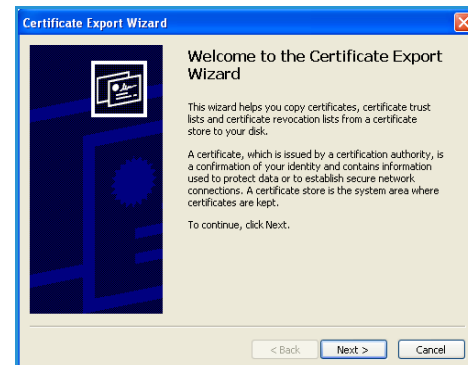 Certificate Export Wizard
Welcome to the Certificate Export
Wizard
This wizard helps you copy certificates, certificate trust
lists and certificate revocation lists from a certificate
store to your disk.
A certificate, which is issued by a certification authority, is
a confirmation of your identity and contains information
used to protect data or to establish secure network
connections. A certificate store is the system area where
certificates are kept.
To continue, click Next.
< Back Next > Cancel